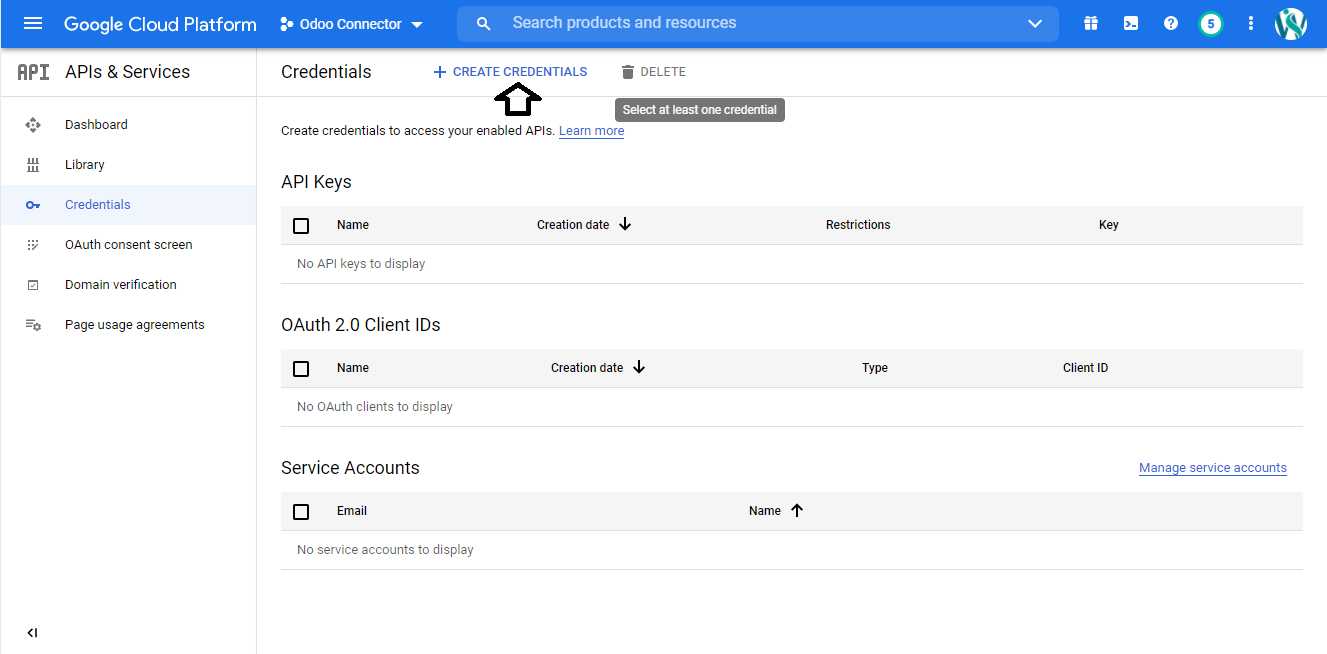 Google Cloud Platform Odoo Connector Search products and resources 5
API APIs & Services Credentials CREATE CREDENTIALS DELETE
Select at least one credential
Dashboard
Library
Credentials
OAuth consent screen
Domain verification
Page usage agreements
Create credentials to access your enabled APIs. Learn more
API Keys
Name Creation date Restrictions Key
No API keys to display
OAuth 2.0 Client IDs
Name Creation date Type Client ID
No OAuth clients to display
Service Accounts Manage service accounts
Email Name
No service accounts to display